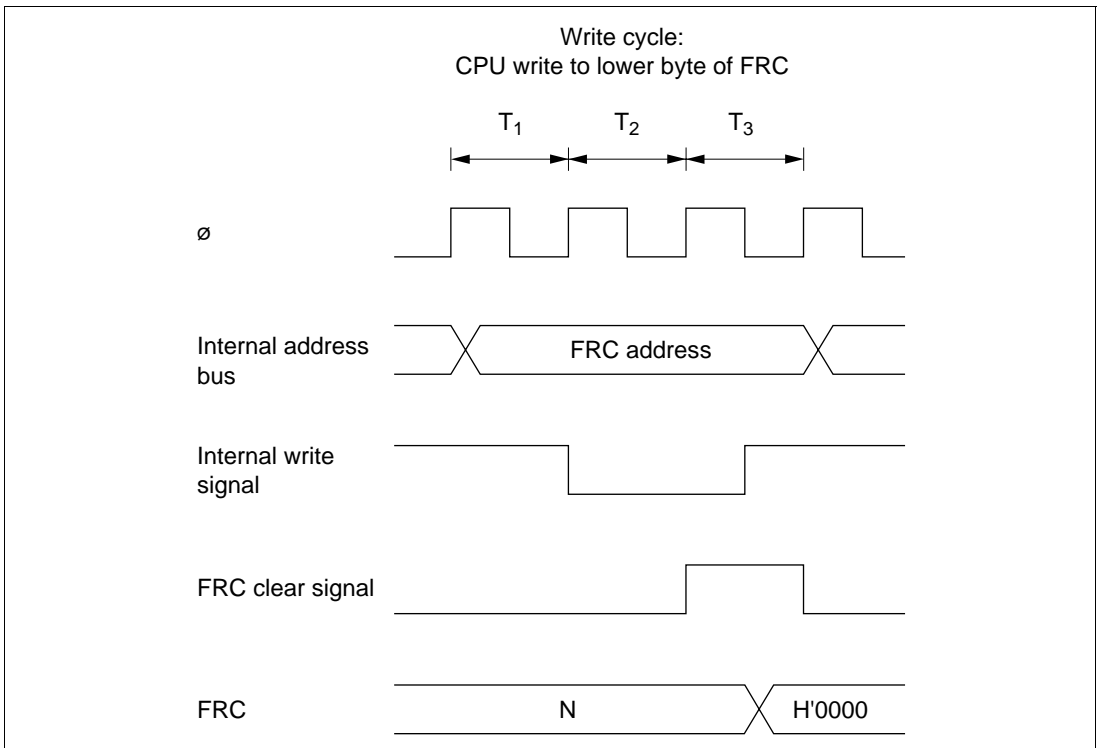 Write cycle:
CPU write to lower byte of FRC
T1 T2 T3
ø
Internal address
bus
FRC address
Internal write
signal
FRC clear signal
FRC N H'0000